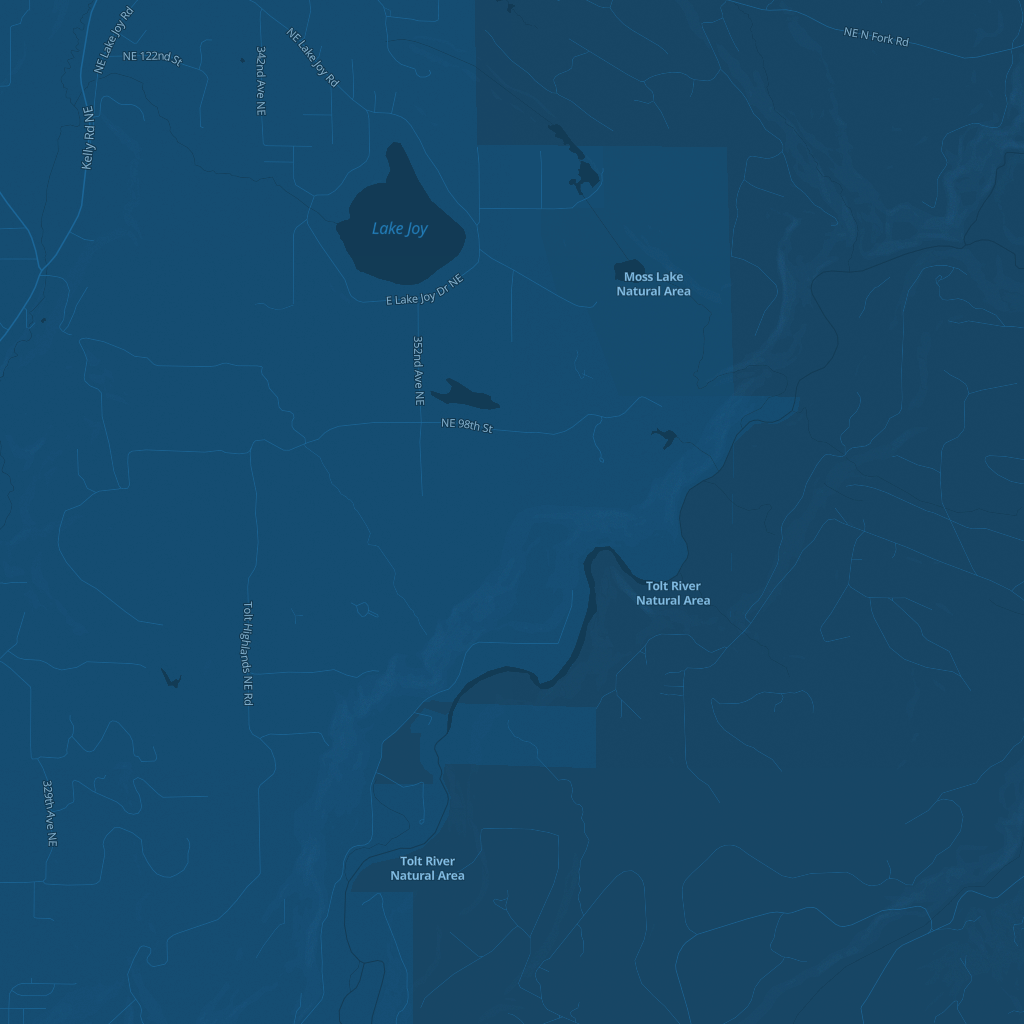 NE Lake Joy Rd
NE 122nd St
342nd Ave NE
NE Lake Joy Rd
NE N Fork Rd
Kelly Rd NE
Lake Joy
Moss Lake
Natural Area
E Lake Joy Dr NE
352nd Ave NE
NE 98th St
Tolt River
Natural Area
Tolt Highlands NE Rd
329th Ave NE
Tolt River
Natural Area